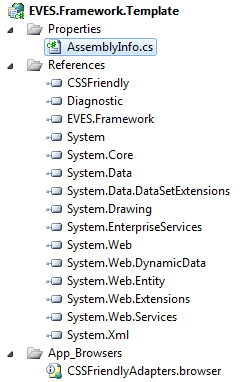 EVES.Framework.Template
Properties
AssemblyInfo.cs
References
CSSFriendly
Diagnostic
EVES.Framework
System
System.Core
System.Data
System.Data.DataSetExtensions
System.Drawing
System.EnterpriseServices
System.Web
System.Web.DynamicData
System.Web.Entity
System.Web.Extensions
System.Web.Services
System.Xml
App_Browsers
CSSFriendlyAdapters.browser